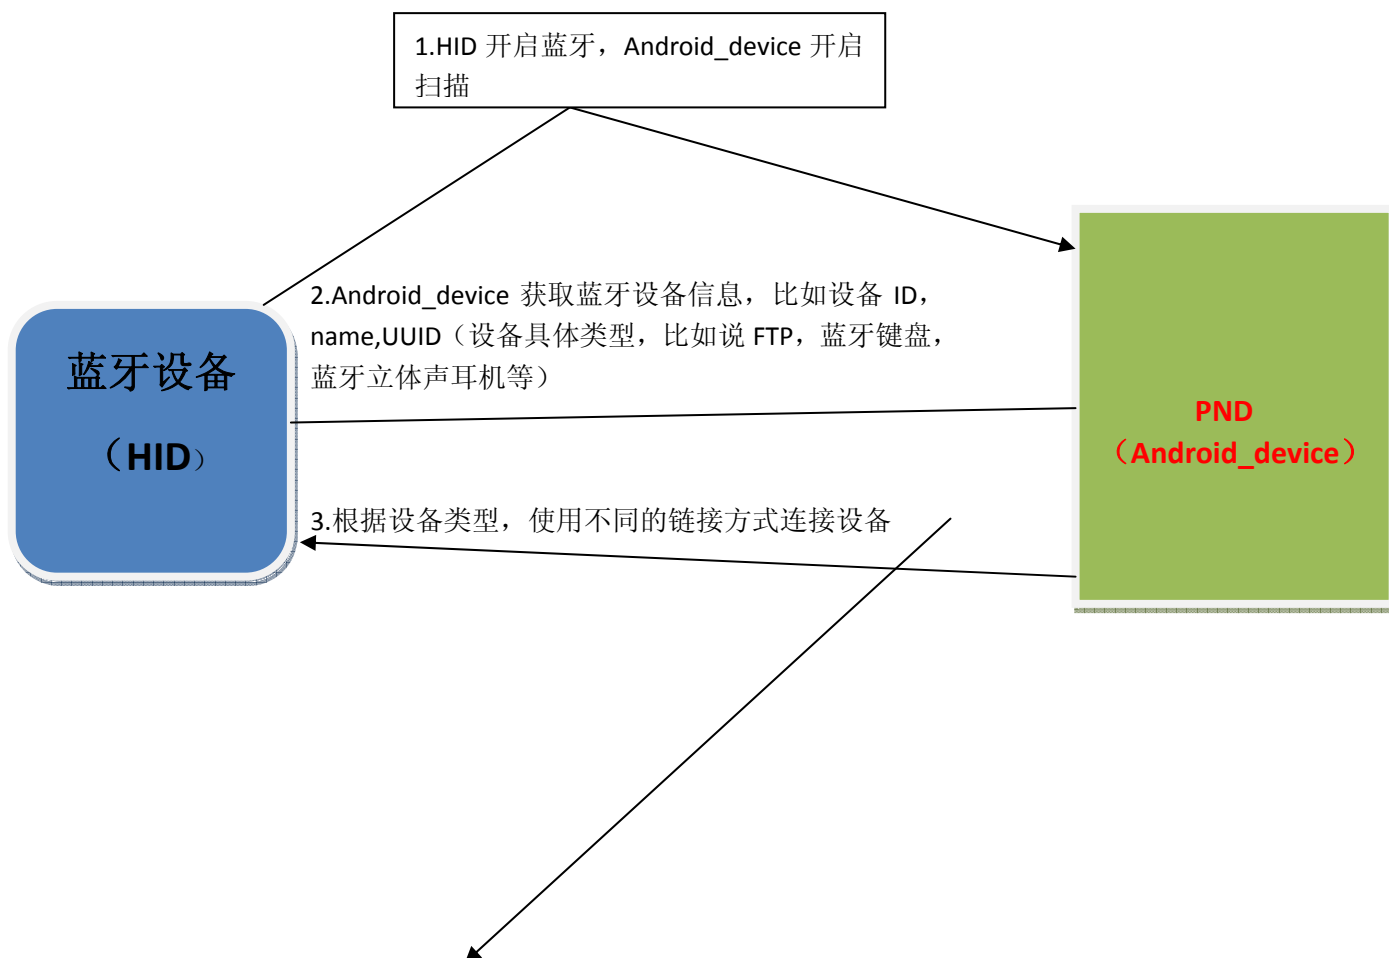 1.HID 开启蓝牙，Android_device 开启
扫描
2.Android_device 获取蓝牙设备信息，比如设备 ID，
name,UUID（设备具体类型，比如说 FTP，蓝牙键盘，
蓝牙立体声耳机等）
蓝牙设备
（HID）
PND
（Android_device）
3.根据设备类型，使用不同的链接方式连接设备